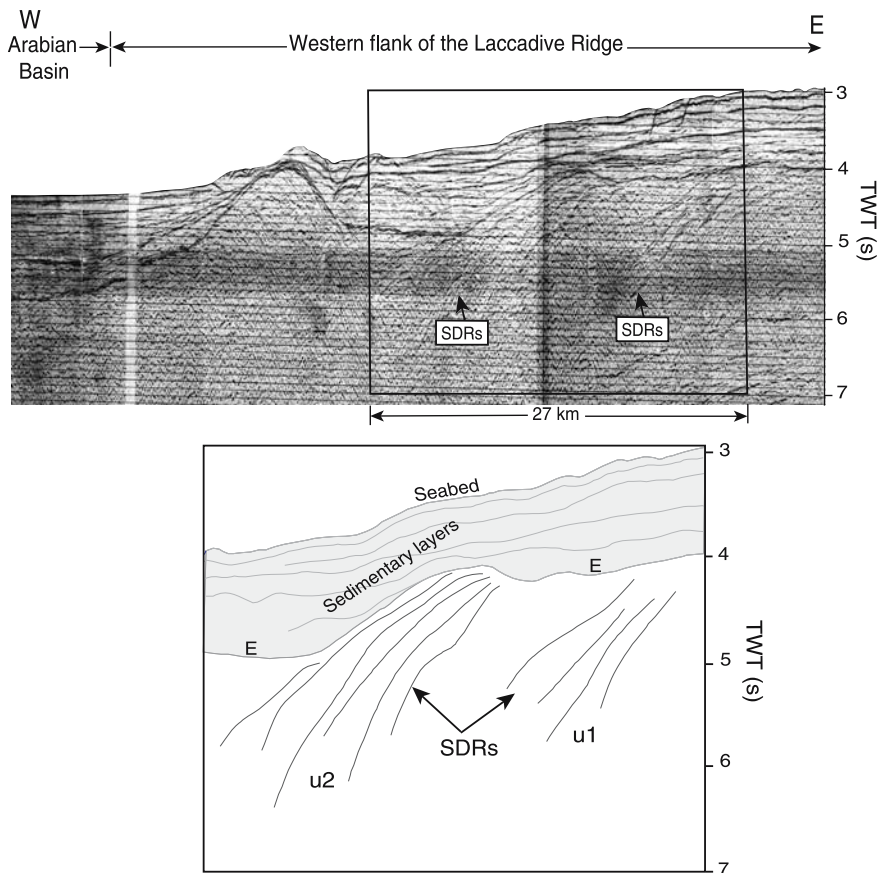 W
E
Arabian
Basin
Western flank of the Laccadive Ridge
3
4
5
6
7
TWT (s)
SDRs
SDRs
27 km
3
4
5
6
7
TWT (s)
Seabed
Sedimentary layers
E
E
SDRs
u1
u2